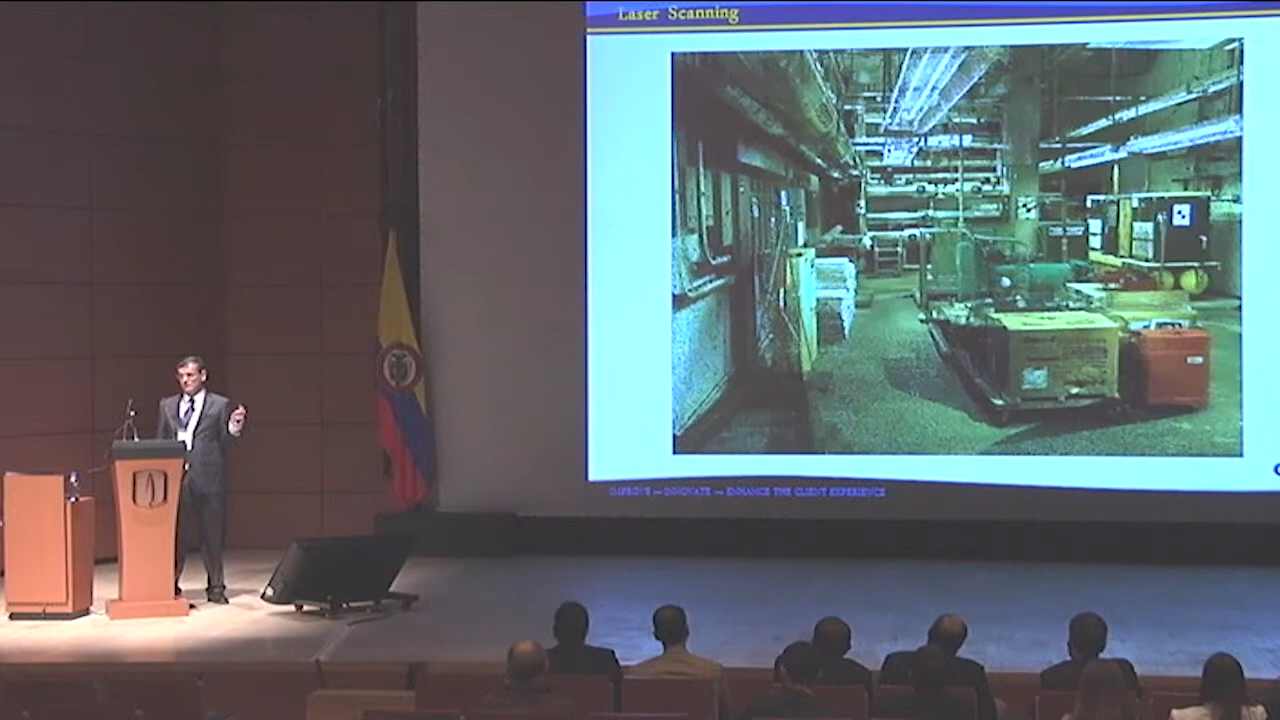 Laser Scanning
IMPROVE — INNOVATE — ENHANCE THE CLIENT EXPERIENCE